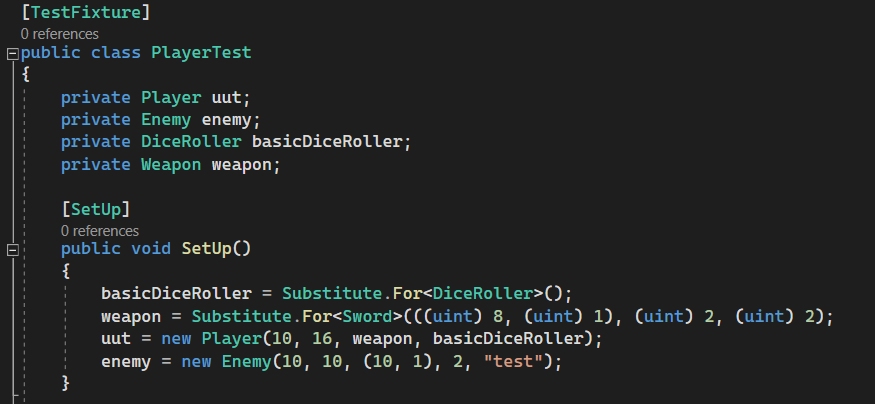 [TestFixture]
0 references
public class PlayerTest
{
private Player uut;
private Enemy enemy;
private DiceRoller basicDiceRoller;
private Weapon weapon;
[SetUp]
0 references
public void SetUp()
{
basicDiceRoller = Substitute.For<DiceRoller>();
weapon = Substitute.For<Sword>(((uint) 8, (uint) 1), (uint) 2, (uint) 2);
uut = new Player(10, 16, weapon, basicDiceRoller);
enemy = new Enemy(10, 10, (10, 1), 2, "test");
}